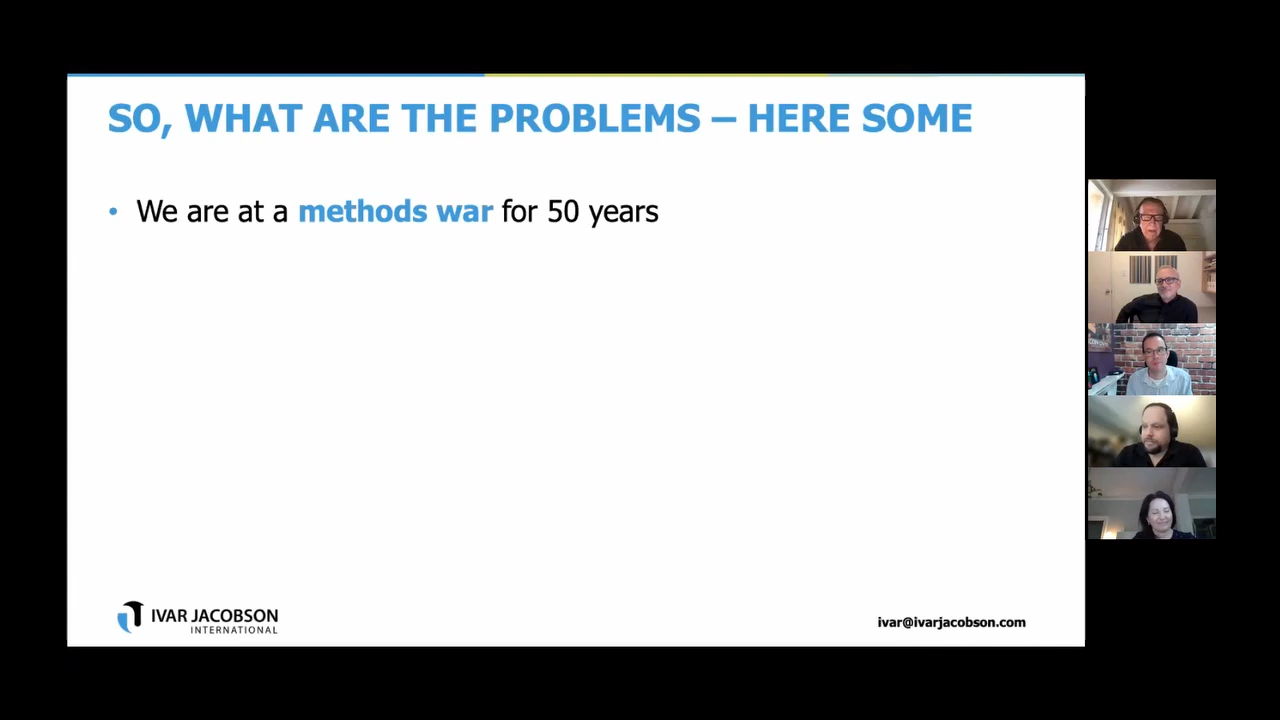 SO, WHAT ARE THE PROBLEMS – HERE SOME
• We are at a methods war for 50 years
IVAR JACOBSON
INTERNATIONAL
ivar@ivarjacobson.com